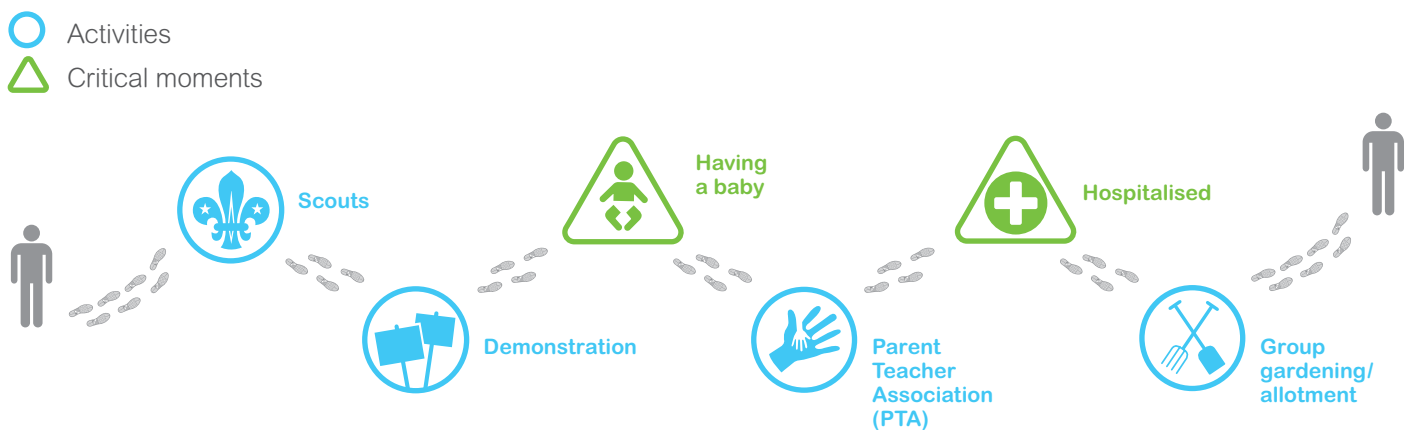 Activities
Critical moments
Scouts
Demonstration
Having
a baby
Parent
Teacher
Association
(PTA)
Hospitalised
Group
gardening/
allotment